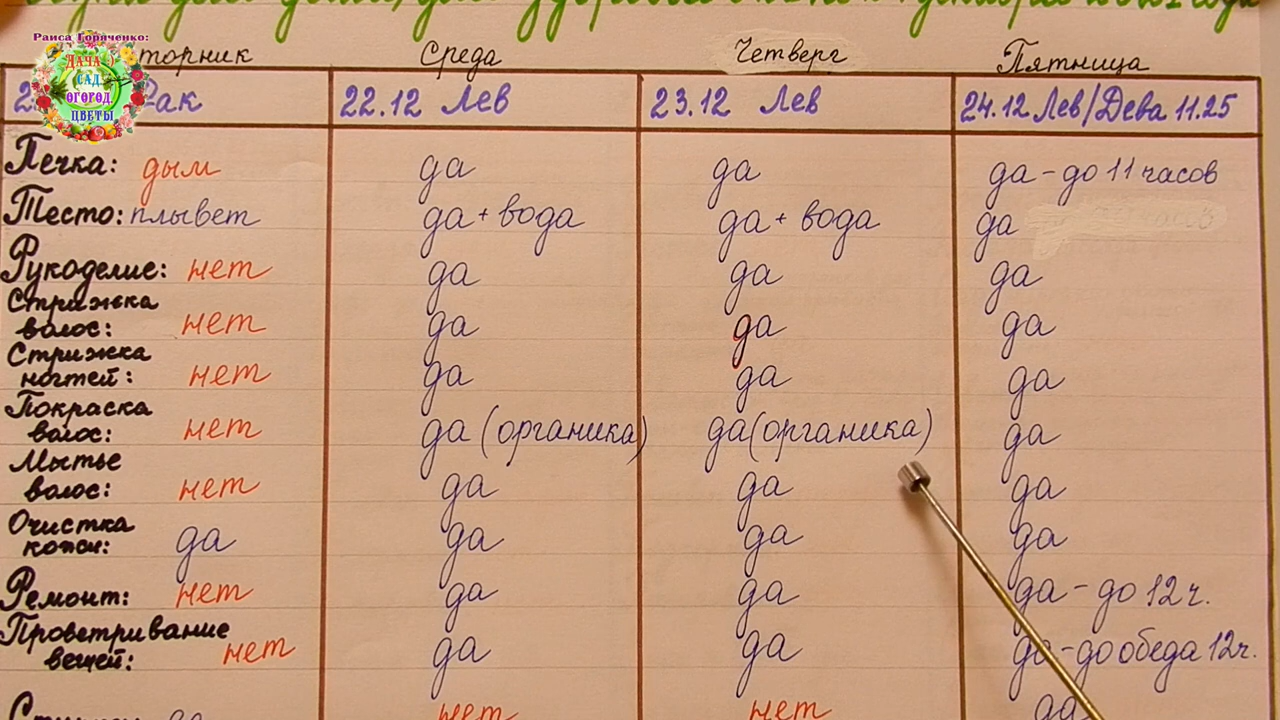 Раиса Горяченко:
ДАЧА
САД,
ОГОРОД,
ЦВЕТЫ
торник Среда Четверг Пятница
22.12 Лев 23.12 Лев 24.12 Лев/Дева 11.25
Печка: дым да да да - до 11 часов
Тесто: плывет да + вода да + вода да
Рукоделие: нет да да да
Стрижка
волос: нет да да да
Стрижка
ногтей: нет да да да
Покраска
волос: нет да (органика) да (органика) да
Мытье
волос: нет да да да
Очистка
кожи: да да да да
Ремонт: нет да да да - до 12 ч.
Проветривание
вещей: нет да да да - до обеда 12ч.
да нет нет да